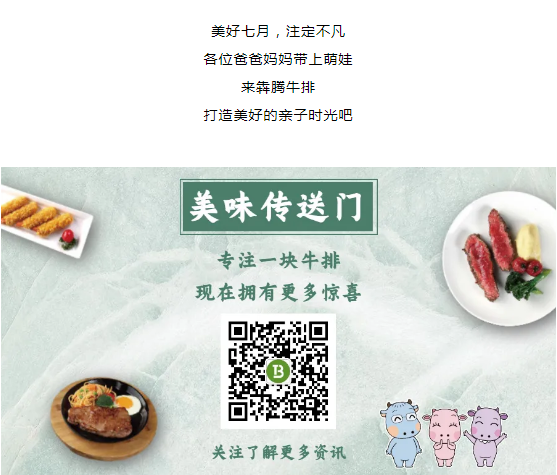 美好七月，注定不凡
各位爸爸妈妈带上萌娃
来犇腾牛排
打造美好的亲子时光吧
美味传送门
专注一块牛排
现在拥有更多惊喜
B
关注了解更多资讯